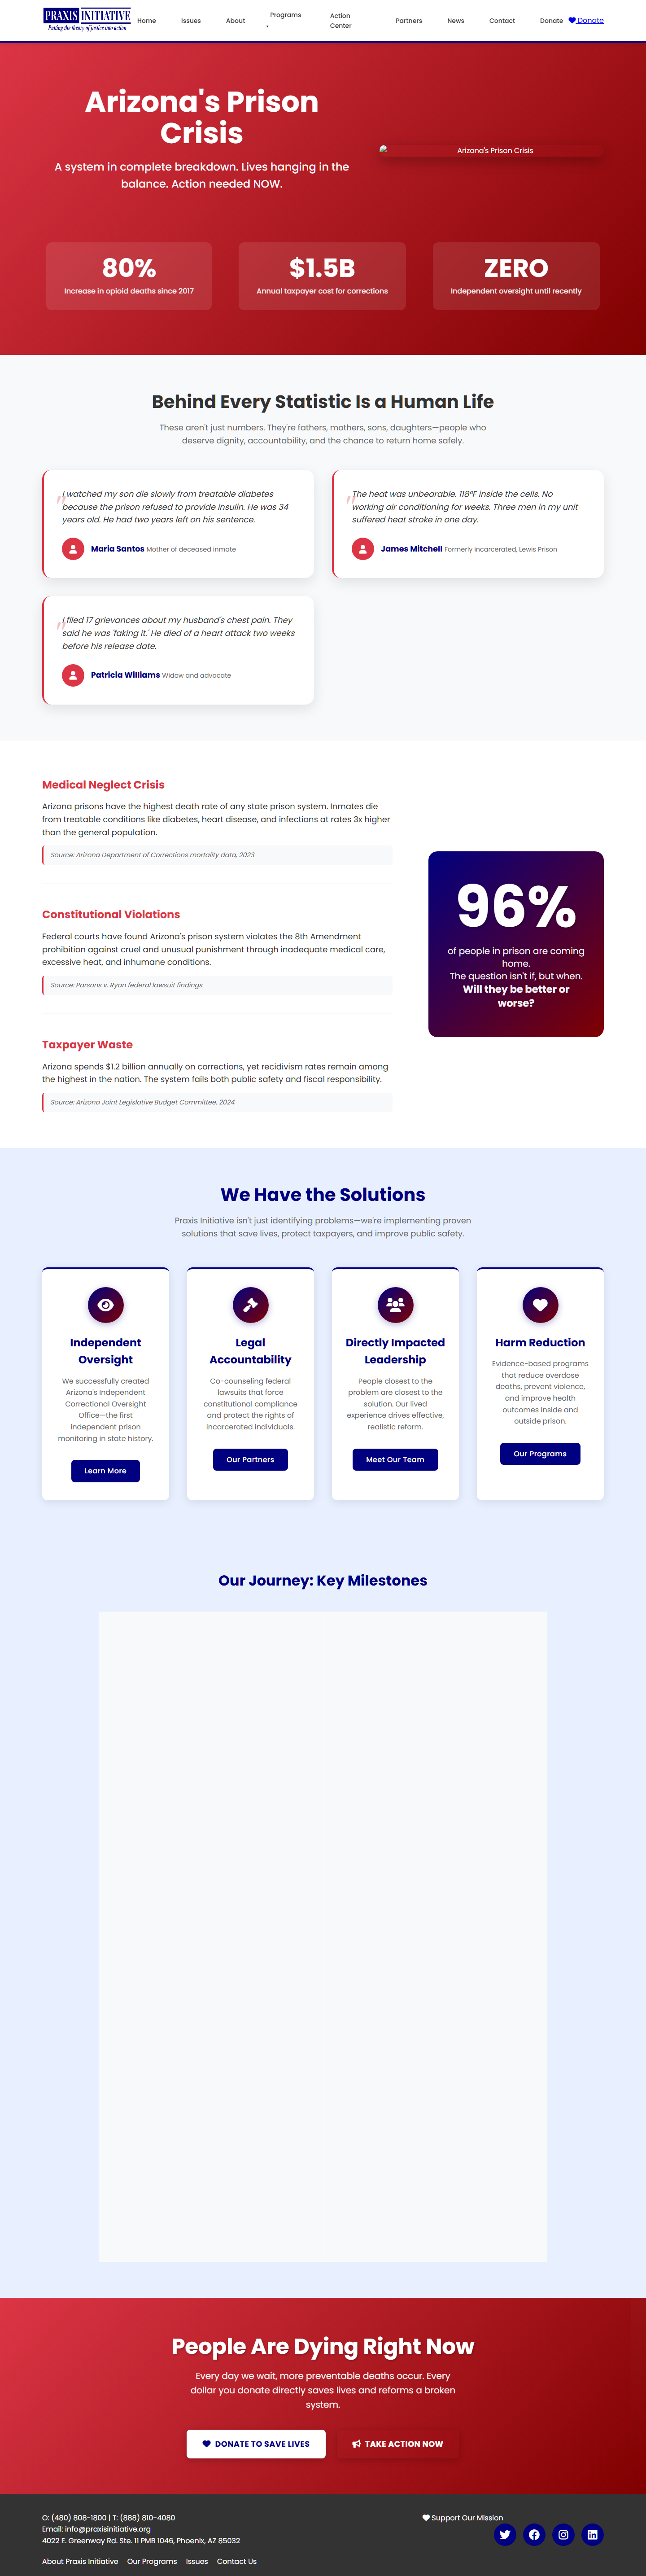 PRAXIS INITIATIVE
Putting the theory of justice into action
Home
Issues
About
Programs
Action
Center
Partners
News
Contact
Donate
Donate
Arizona's Prison
Crisis
A system in complete breakdown. Lives hanging in the
balance. Action needed NOW.
Arizona's Prison Crisis
80%
Increase in opioid deaths since 2017
$1.5B
Annual taxpayer cost for corrections
ZERO
Independent oversight until recently
Behind Every Statistic Is a Human Life
These aren't just numbers. They're fathers, mothers, sons, daughters—people who
deserve dignity, accountability, and the chance to return home safely.
"
I watched my son die slowly from treatable diabetes
because the prison refused to provide insulin. He was 34
years old. He had two years left on his sentence.
Maria Santos Mother of deceased inmate
"
The heat was unbearable. 118°F inside the cells. No
working air conditioning for weeks. Three men in my unit
suffered heat stroke in one day.
James Mitchell Formerly incarcerated, Lewis Prison
"
I filed 17 grievances about my husband's chest pain. They
said he was 'faking it.' He died of a heart attack two weeks
before his release date.
Patricia Williams Widow and advocate
Medical Neglect Crisis
Arizona prisons have the highest death rate of any state prison system. Inmates die
from treatable conditions like diabetes, heart disease, and infections at rates 3x higher
than the general population.
Source: Arizona Department of Corrections mortality data, 2023
Constitutional Violations
Federal courts have found Arizona's prison system violates the 8th Amendment
prohibition against cruel and unusual punishment through inadequate medical care,
excessive heat, and inhumane conditions.
Source: Parsons v. Ryan federal lawsuit findings
Taxpayer Waste
Arizona spends $1.2 billion annually on corrections, yet recidivism rates remain among
the highest in the nation. The system fails both public safety and fiscal responsibility.
Source: Arizona Joint Legislative Budget Committee, 2024
96%
of people in prison are coming
home.
The question isn't if, but when.
Will they be better or
worse?
We Have the Solutions
Praxis Initiative isn't just identifying problems—we're implementing proven
solutions that save lives, protect taxpayers, and improve public safety.
Independent
Oversight
We successfully created
Arizona's Independent
Correctional Oversight
Office—the first
independent prison
monitoring in state history.
Learn More
Legal
Accountability
Co-counseling federal
lawsuits that force
constitutional compliance
and protect the rights of
incarcerated individuals.
Our Partners
Directly Impacted
Leadership
People closest to the
problem are closest to the
solution. Our lived
experience drives effective,
realistic reform.
Meet Our Team
Harm Reduction
Evidence-based programs
that reduce overdose
deaths, prevent violence,
and improve health
outcomes inside and
outside prison.
Our Programs
Our Journey: Key Milestones
People Are Dying Right Now
Every day we wait, more preventable deaths occur. Every
dollar you donate directly saves lives and reforms a broken
system.
DONATE TO SAVE LIVES
TAKE ACTION NOW
O: (480) 808-1800 | T: (888) 810-4080
Email: info@praxisinitiative.org
4022 E. Greenway Rd. Ste. 11 PMB 1046, Phoenix, AZ 85032
Support Our Mission
About Praxis Initiative
Our Programs
Issues
Contact Us